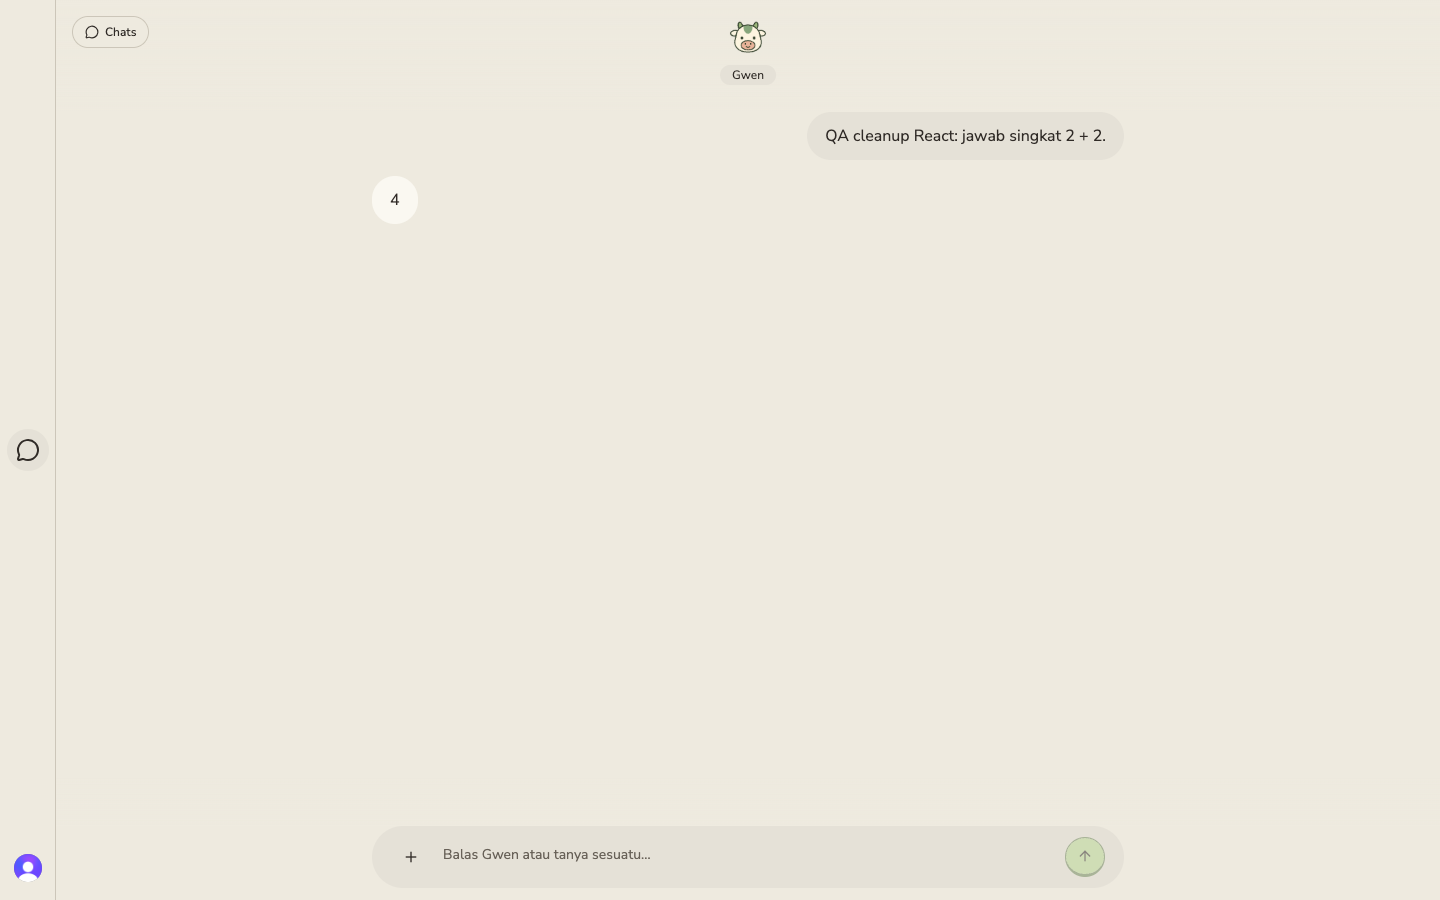 Chats
Gwen
QA cleanup React: jawab singkat 2 + 2.
4
Balas Gwen atau tanya sesuatu...